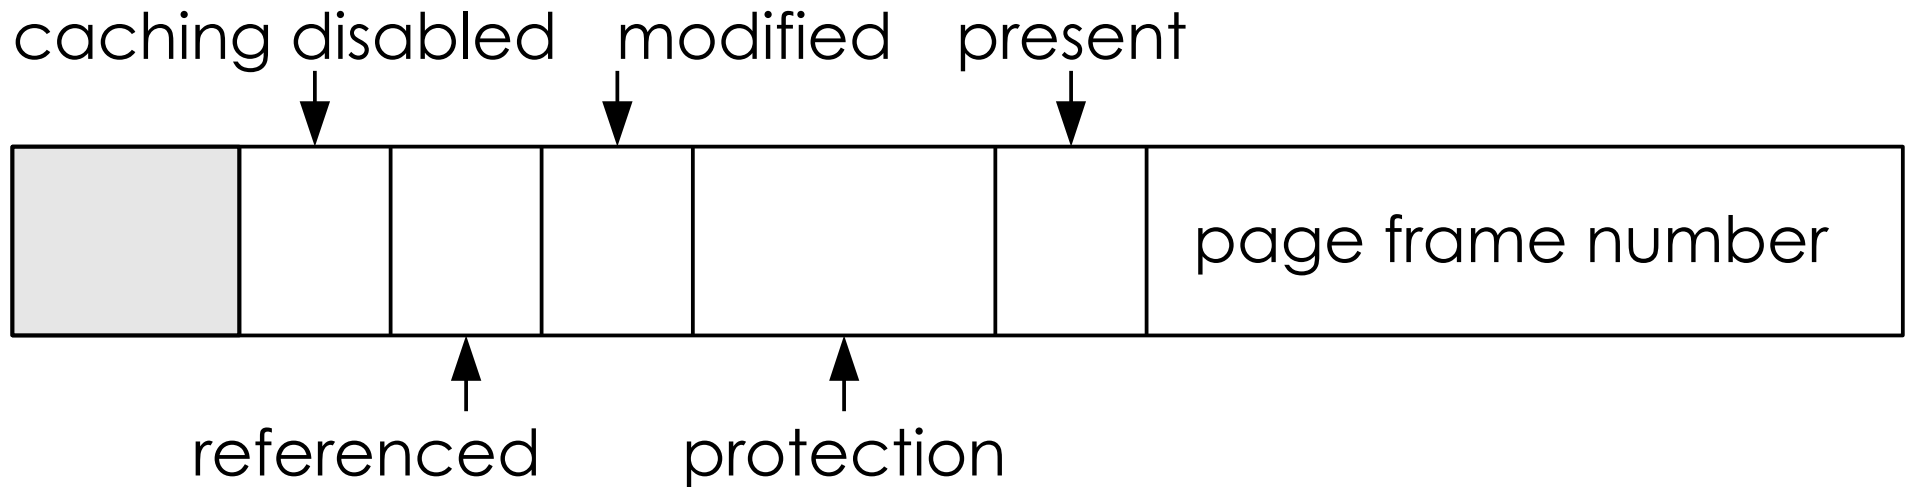 caching disabled
modified
present
page frame number
referenced
protection